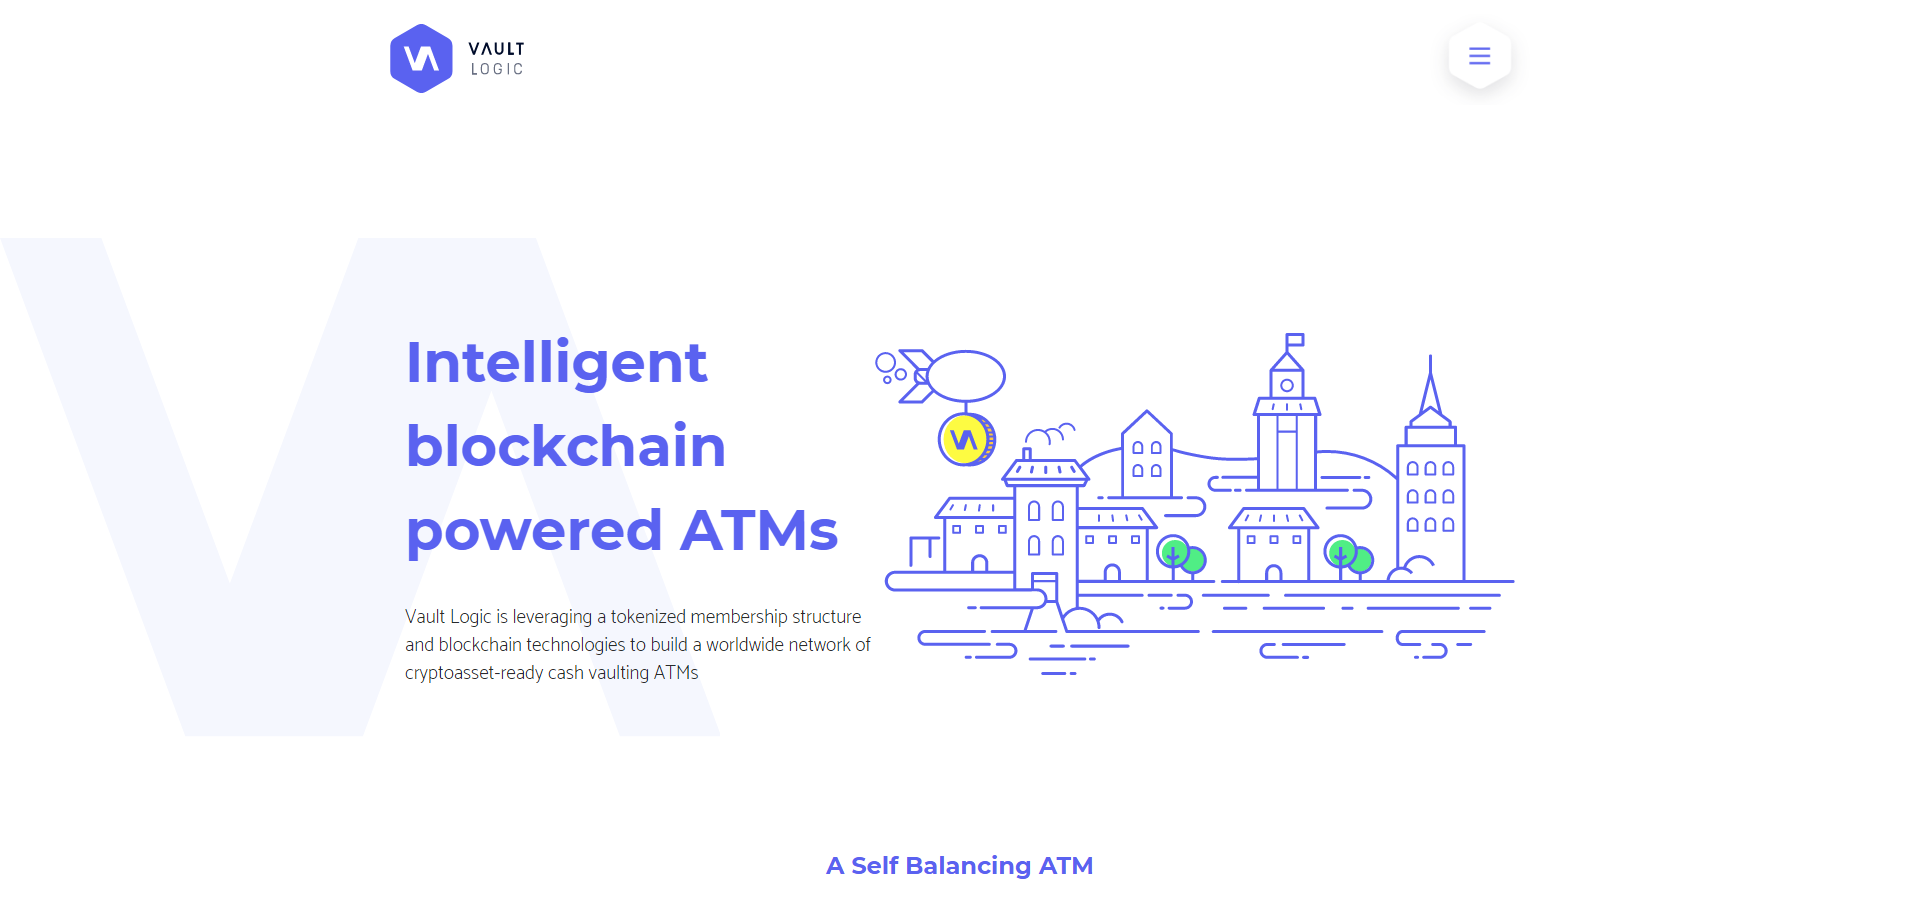 VAULT
LOGIC
Intelligent
blockchain
powered ATMs
Vault Logic is leveraging a tokenized membership structure
and blockchain technologies to build a worldwide network of
cryptoasset-ready cash vaulting ATMs
A Self Balancing ATM